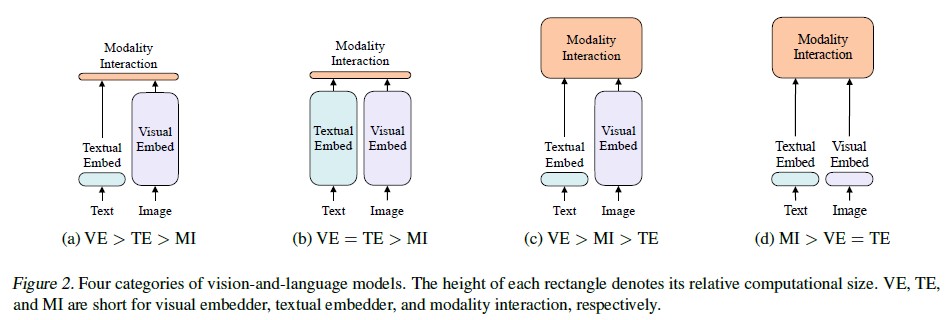 Modality
Interaction
Textual
Embed
Visual
Embed
Text
Image
(a) VE > TE > MI
Modality
Interaction
Textual
Embed
Visual
Embed
Text
Image
(b) VE = TE > MI
Modality
Interaction
Textual
Embed
Visual
Embed
Text
Image
(c) VE > MI > TE
Modality
Interaction
Textual
Embed
Visual
Embed
Text
Image
(d) MI > VE = TE
Figure 2. Four categories of vision-and-language models. The height of each rectangle denotes its relative computational size. VE, TE,
and MI are short for visual embedder, textual embedder, and modality interaction, respectively.